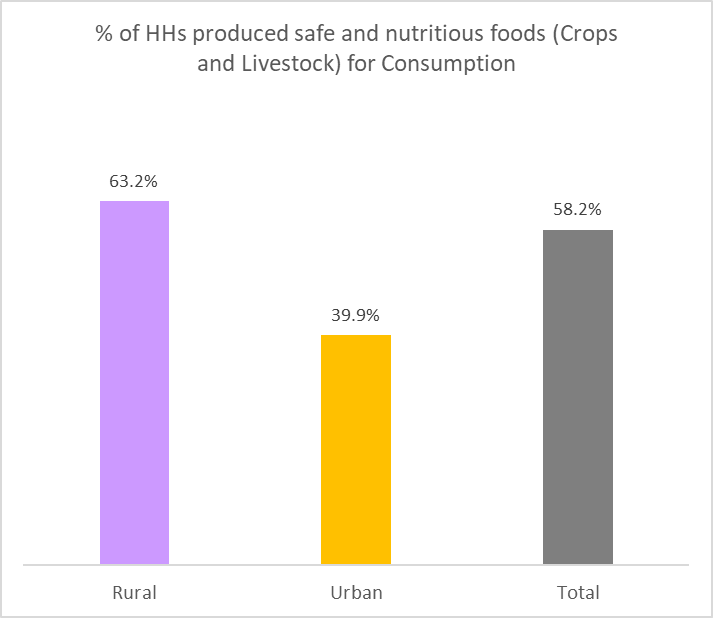 % of HHs produced safe and nutritious foods (Crops
and Livestock) for Consumption
63.2%
39.9%
58.2%
Rural
Urban
Total